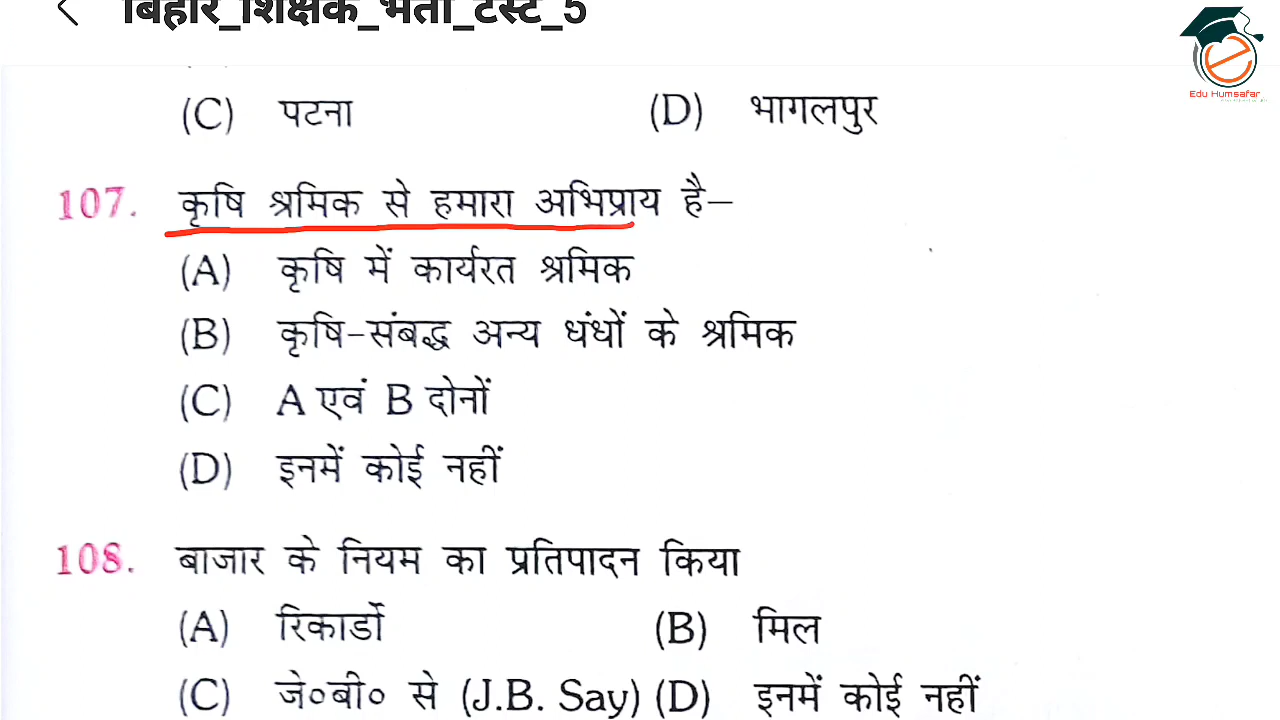 बिहार_शिक्षक_भर्ती_टेस्ट_5
Edu Humsafar
(C) पटना (D) भागलपुर
107. कृषि श्रमिक से हमारा अभिप्राय है–
(A) कृषि में कार्यरत श्रमिक
(B) कृषि-संबद्ध अन्य धंधों के श्रमिक
(C) A एवं B दोनों
(D) इनमें कोई नहीं
108. बाजार के नियम का प्रतिपादन किया
(A) रिकार्डो (B) मिल
(C) जे०बी० से (J.B. Say) (D) इनमें कोई नहीं